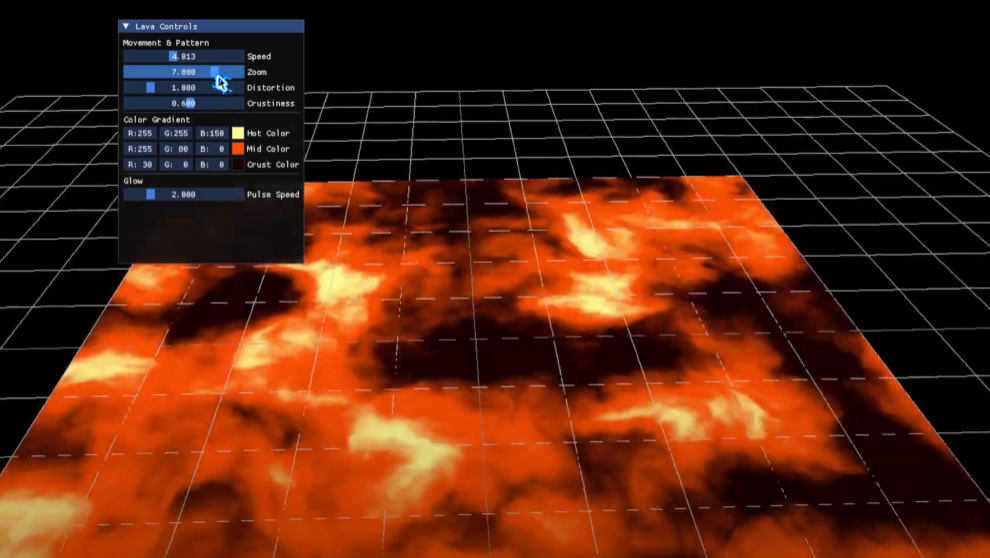 ▼ Lava Controls
Movement & Pattern
4.813 Speed
7.000 Zoom
1.800 Distortion
0.600 Crustiness
Color Gradient
R:255 G:255 B:150 Hot Color
R:255 G: 80 B: 0 Mid Color
R: 30 G: 0 B: 0 Crust Color
Glow
2.000 Pulse Speed